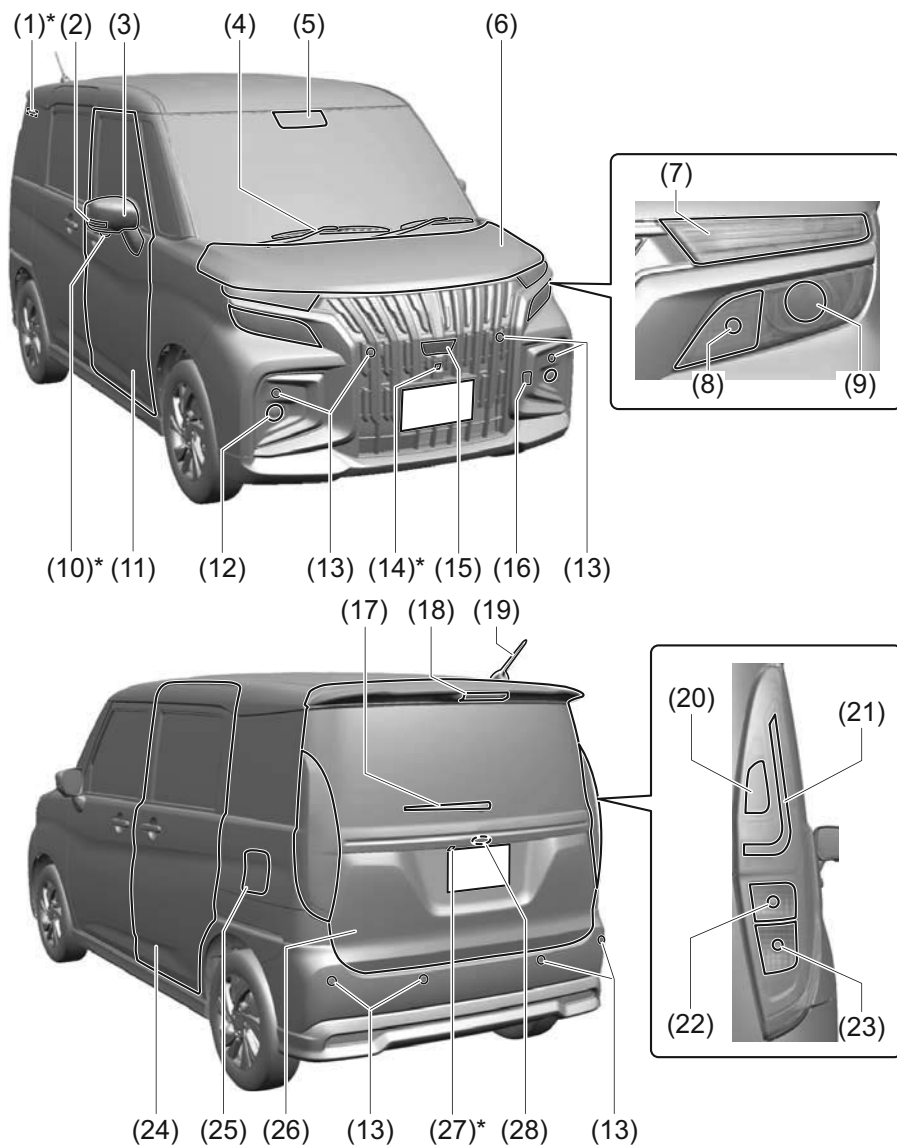 (1)* (2) (3) (4) (5) (6)
(7)
(8) (9)
(10)* (11) (12) (13) (14)* (15) (16) (13)
(17) (18) (19)
(20) (21)
(22) (23)
(24) (25) (26) (13) (27)* (28) (13)